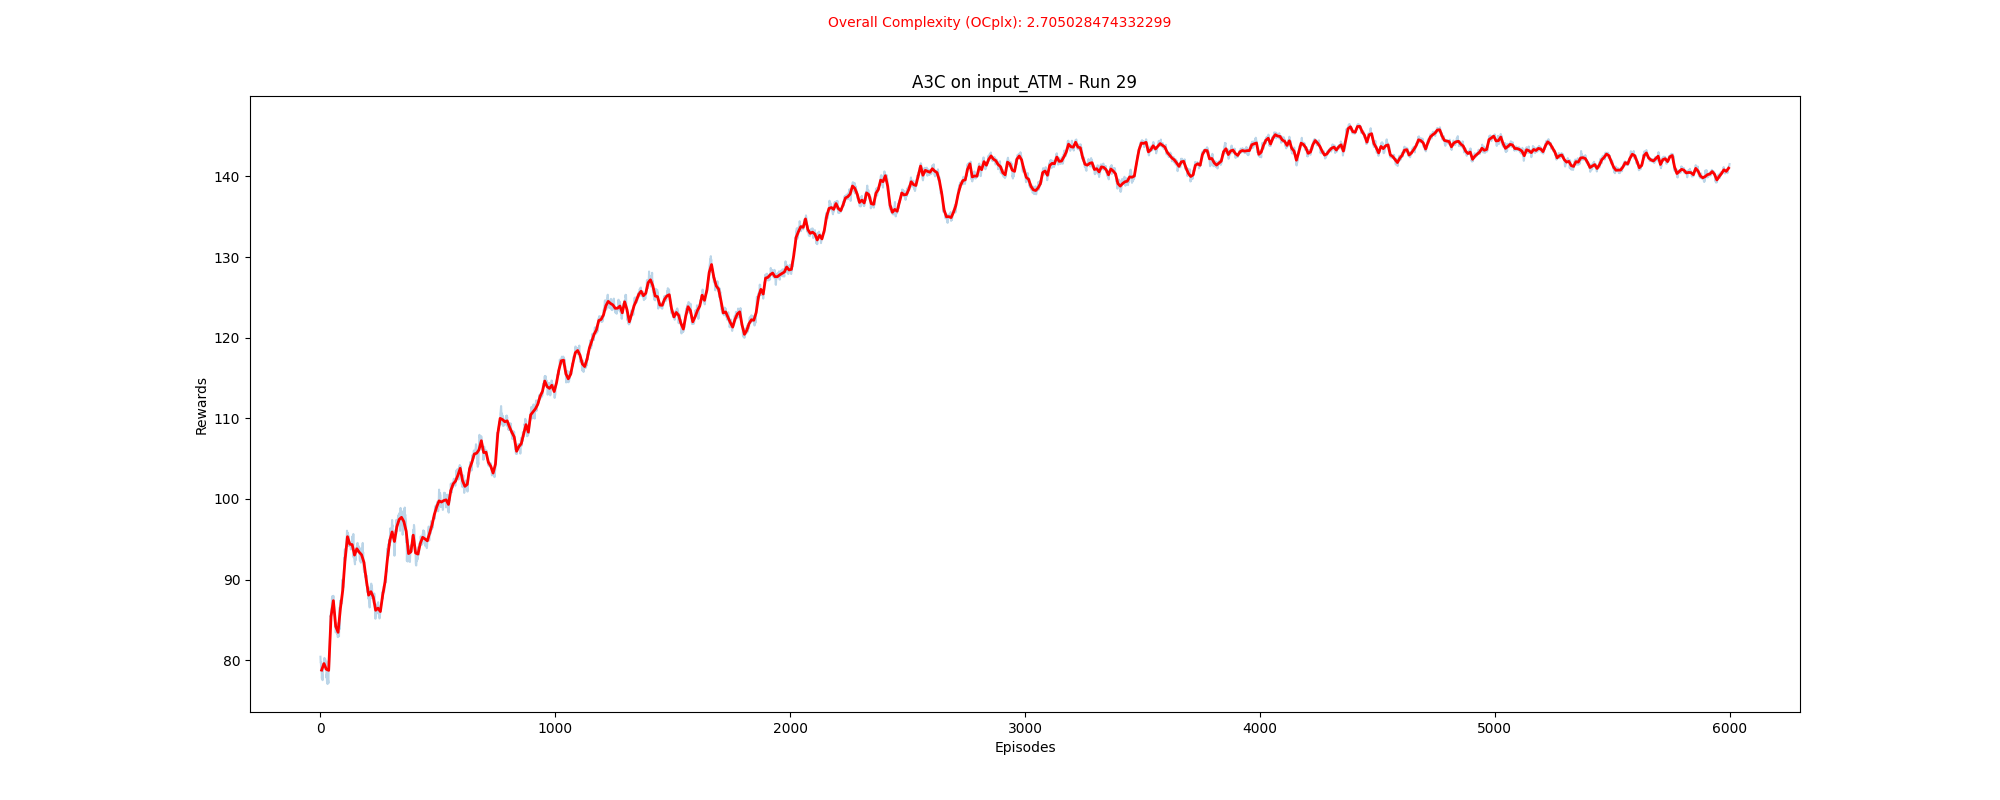 Overall Complexity (OCplx): 2.705028474332299
A3C on input_ATM - Run 29
Rewards
140
130
120
110
100
90
80
0 1000 2000 3000 4000 5000 6000
Episodes